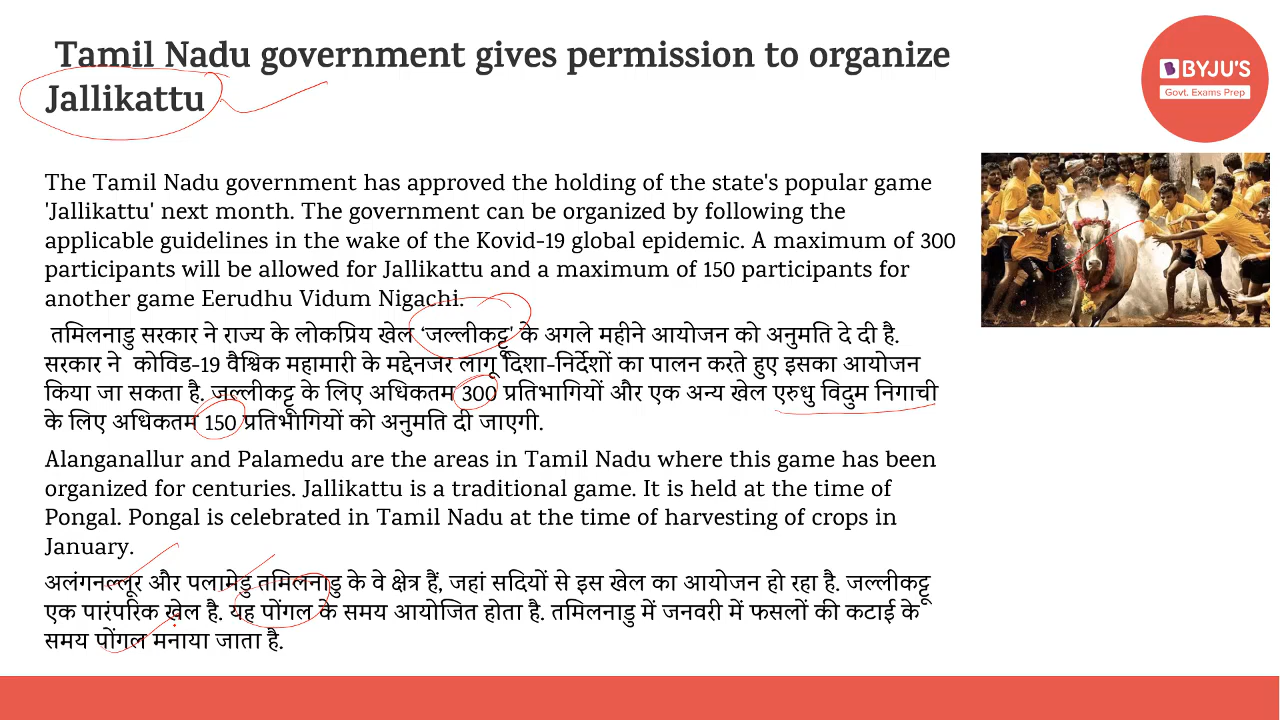 Tamil Nadu government gives permission to organize
Jallikattu
BYJU'S
Govt. Exams Prep
The Tamil Nadu government has approved the holding of the state's popular game
'Jallikattu' next month. The government can be organized by following the
applicable guidelines in the wake of the Kovid-19 global epidemic. A maximum of 300
participants will be allowed for Jallikattu and a maximum of 150 participants for
another game Eerudhu Vidum Nigachi.
तमिलनाडु सरकार ने राज्य के लोकप्रिय खेल ‘जल्लीकट्टू' के अगले महीने आयोजन को अनुमति दे दी है.
सरकार ने कोविड-19 वैश्विक महामारी के मद्देनजर लागू दिशा-निर्देशों का पालन करते हुए इसका आयोजन
किया जा सकता है. जल्लीकट्टू के लिए अधिकतम 300 प्रतिभागियों और एक अन्य खेल एरुधु विदुम निगाची
के लिए अधिकतम 150 प्रतिभागियों को अनुमति दी जाएगी.
Alanganallur and Palamedu are the areas in Tamil Nadu where this game has been
organized for centuries. Jallikattu is a traditional game. It is held at the time of
Pongal. Pongal is celebrated in Tamil Nadu at the time of harvesting of crops in
January.
अलंगनल्लूर और पलामेडु तमिलनाडु के वे क्षेत्र हैं, जहां सदियों से इस खेल का आयोजन हो रहा है. जल्लीकट्टू
एक पारंपरिक खेल है. यह पोंगल के समय आयोजित होता है. तमिलनाडु में जनवरी में फसलों की कटाई के
समय पोंगल मनाया जाता है.